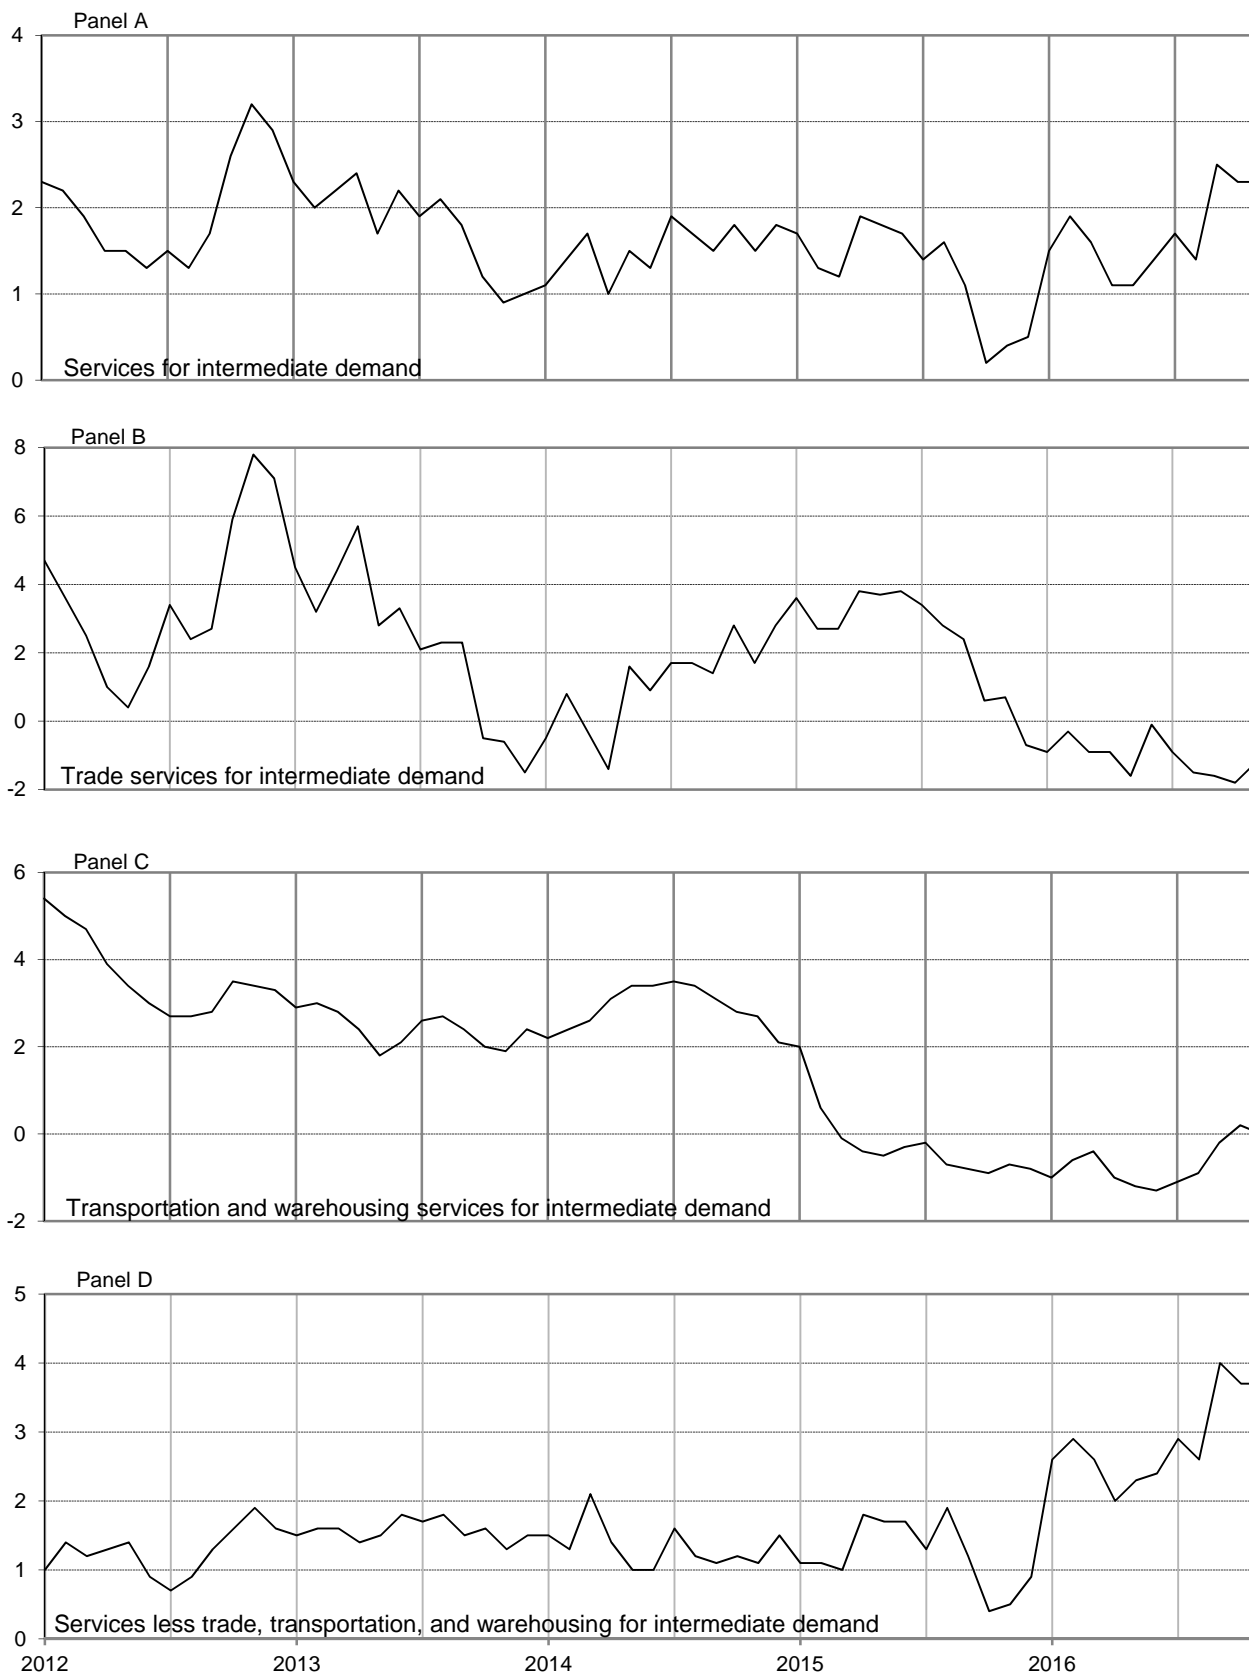 Panel A
4
3
2
1
0
Services for intermediate demand
Panel B
8
6
4
2
0
-2
Trade services for intermediate demand
Panel C
6
4
2
0
-2
Transportation and warehousing services for intermediate demand
Panel D
5
4
3
2
1
0
Services less trade, transportation, and warehousing for intermediate demand
2012 2013 2014 2015 2016